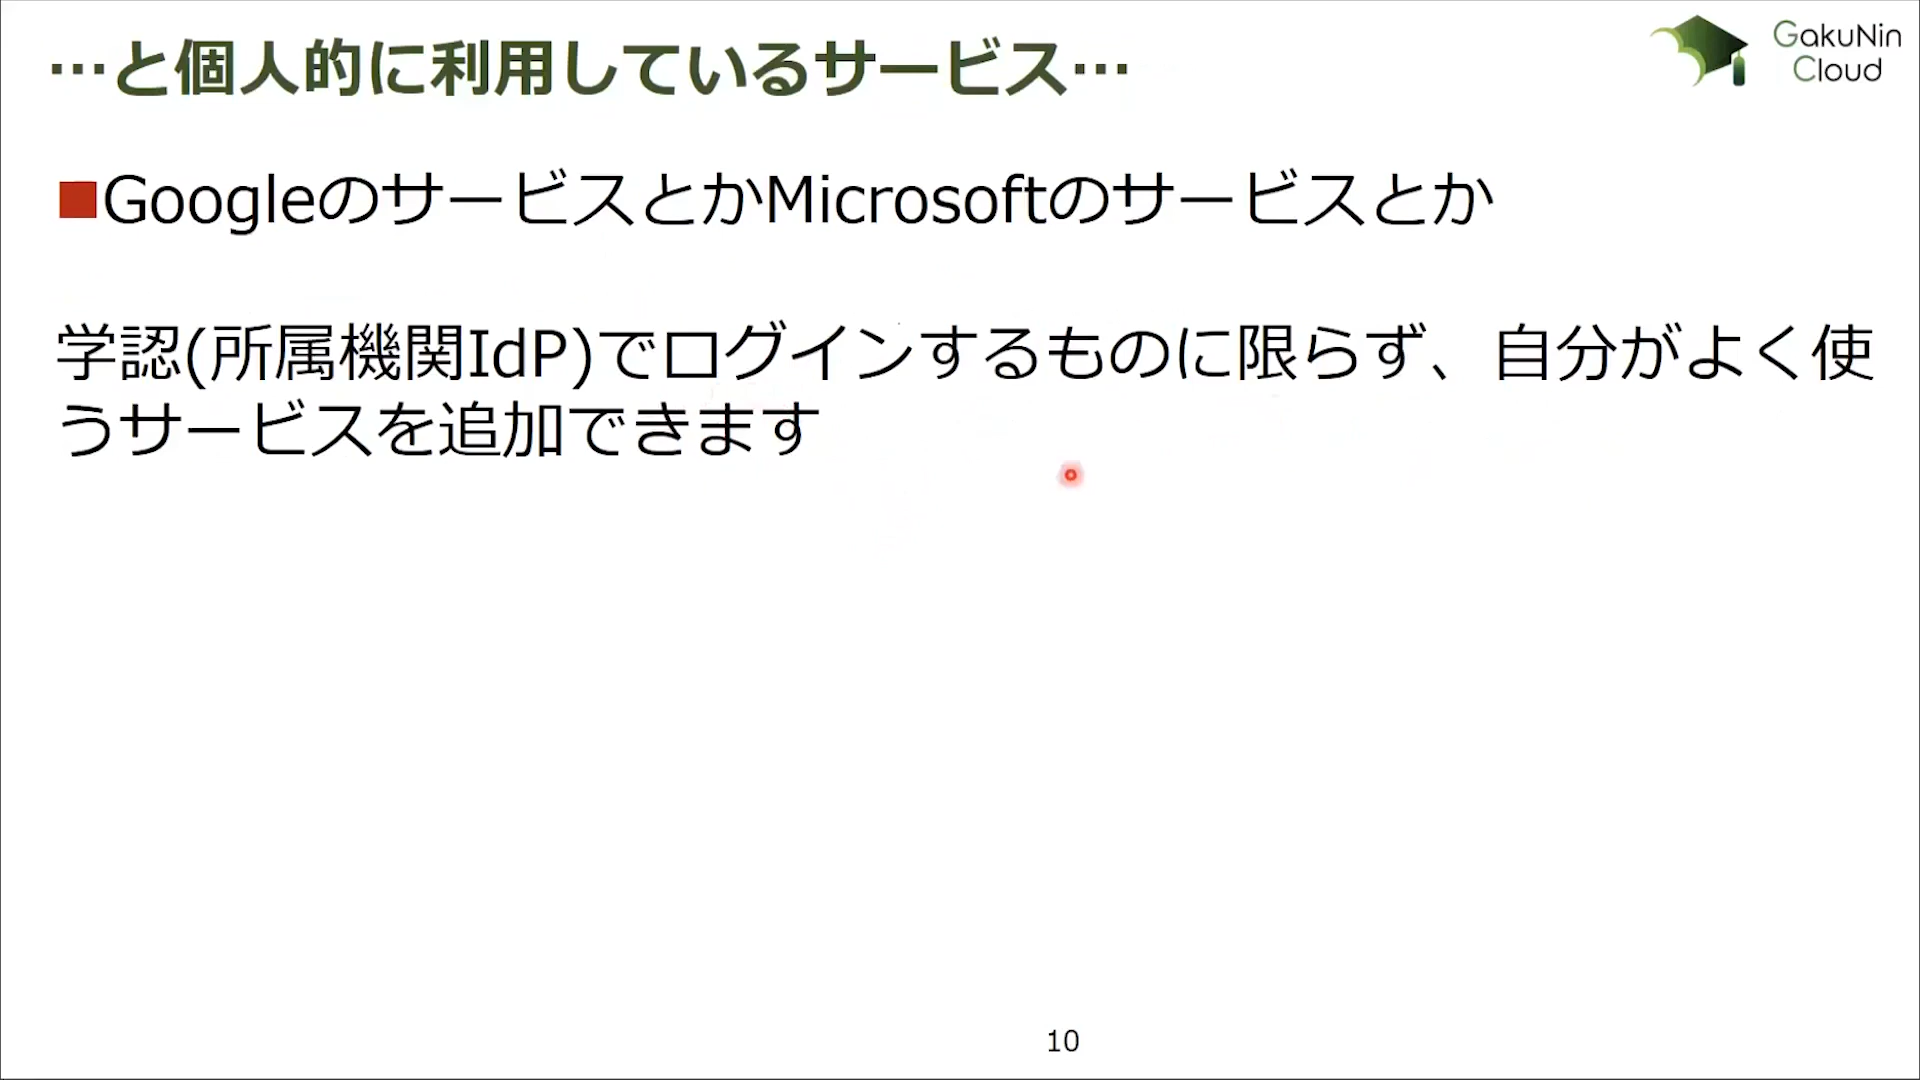 …と個人的に利用しているサービス…
GakuNin
Cloud
■GoogleのサービスとかMicrosoftのサービスとか
学認(所属機関IdP)でログインするものに限らず、自分がよく使
うサービスを追加できます
10